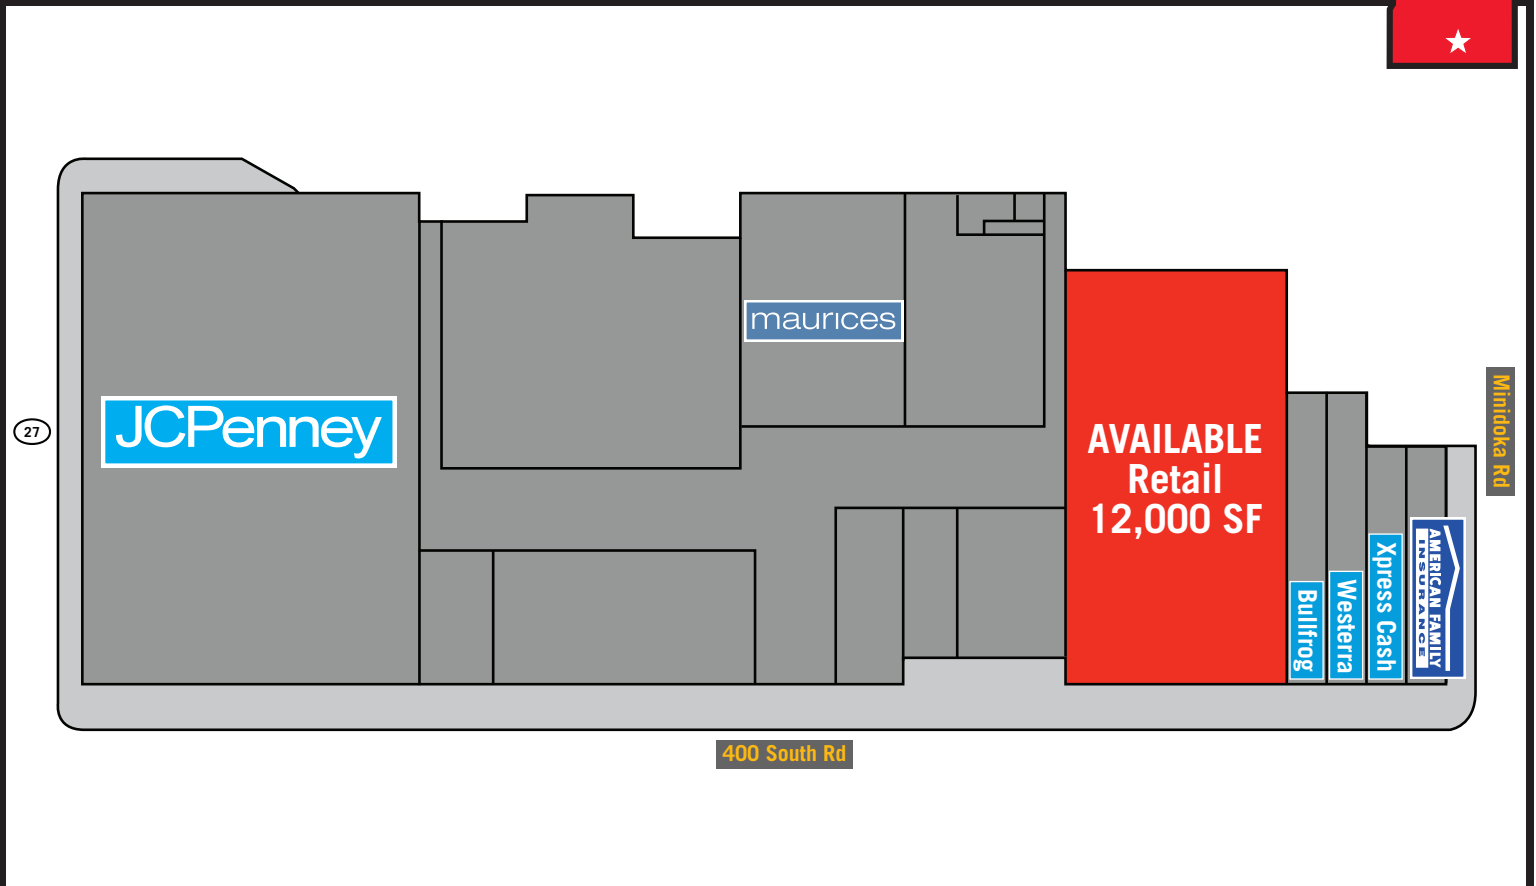 27
JCPenney
maurices
AVAILABLE
Retail
12,000 SF
Bullfrog
Westerra
Xpress Cash
AMERICAN FAMILY
INSURANCE
Minidoka Rd
400 South Rd